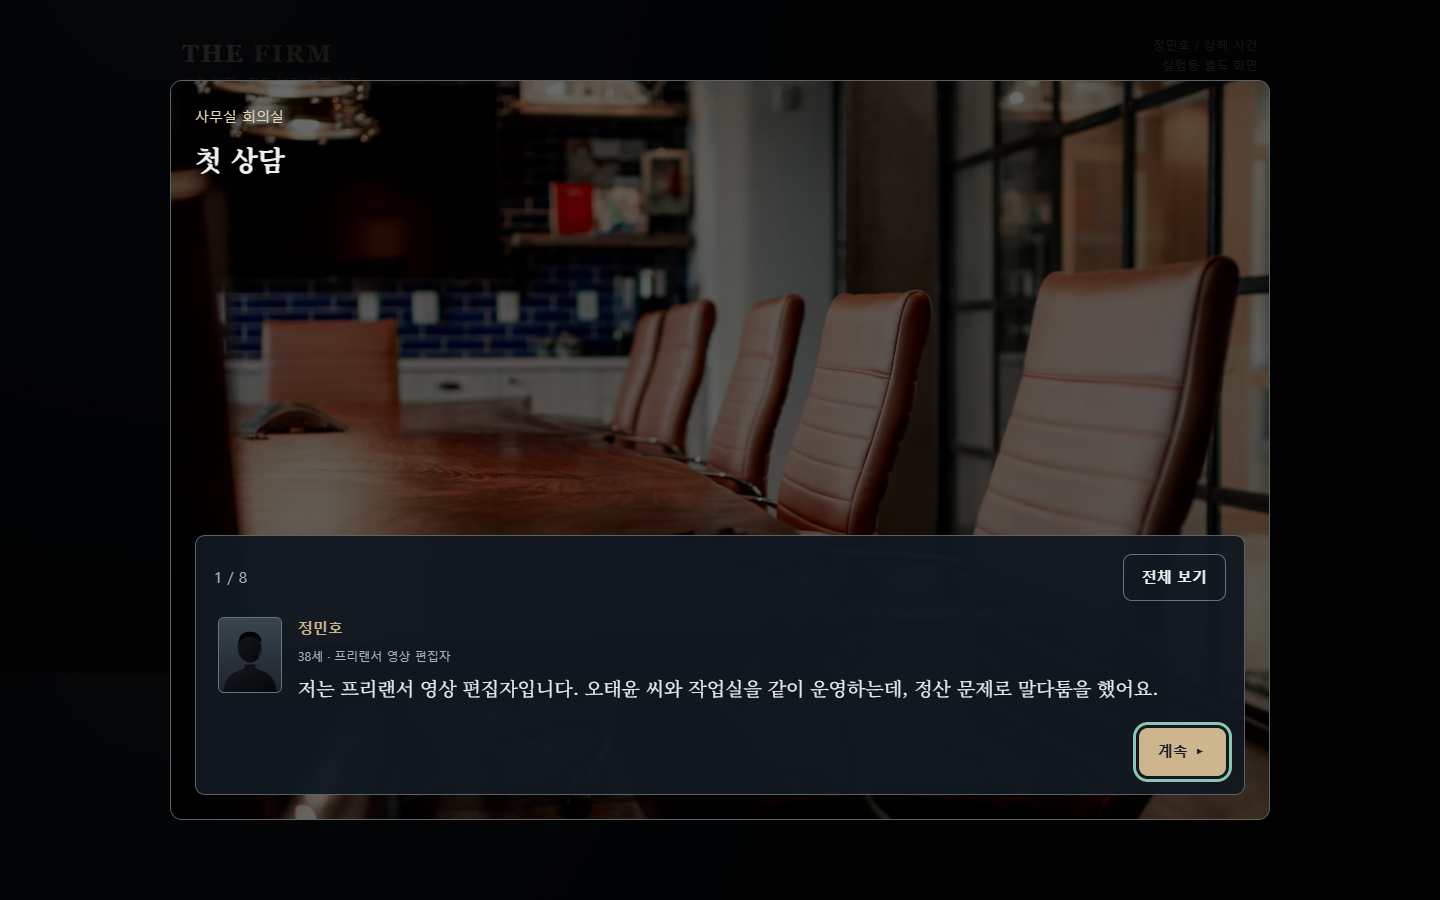 THE FIRM
정민호 / 상해 사건
실험용 별도 화면
사무실 회의실
첫 상담
1 / 8
전체 보기
정민호
38세 · 프리랜서 영상 편집자
저는 프리랜서 영상 편집자입니다. 오태윤 씨와 작업실을 같이 운영하는데, 정산 문제로 말다툼을 했어요.
계속 ▸